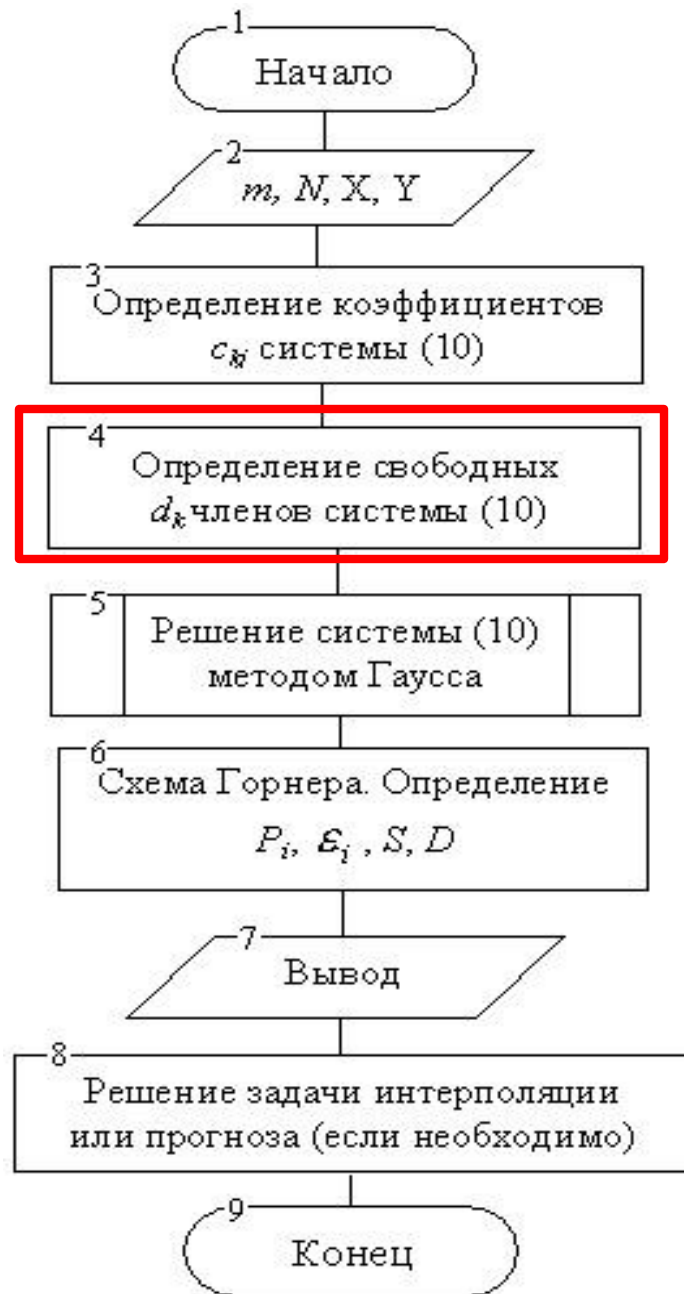 1
Начало
2
m, N, X, Y
3
Определение коэффициентов
c_kj системы (10)
4
Определение свободных
d_k членов системы (10)
5
Решение системы (10)
методом Гаусса
6
Схема Горнера. Определение
P_i, ε_i , S, D
7
Вывод
8
Решение задачи интерполяции
или прогноза (если необходимо)
9
Конец